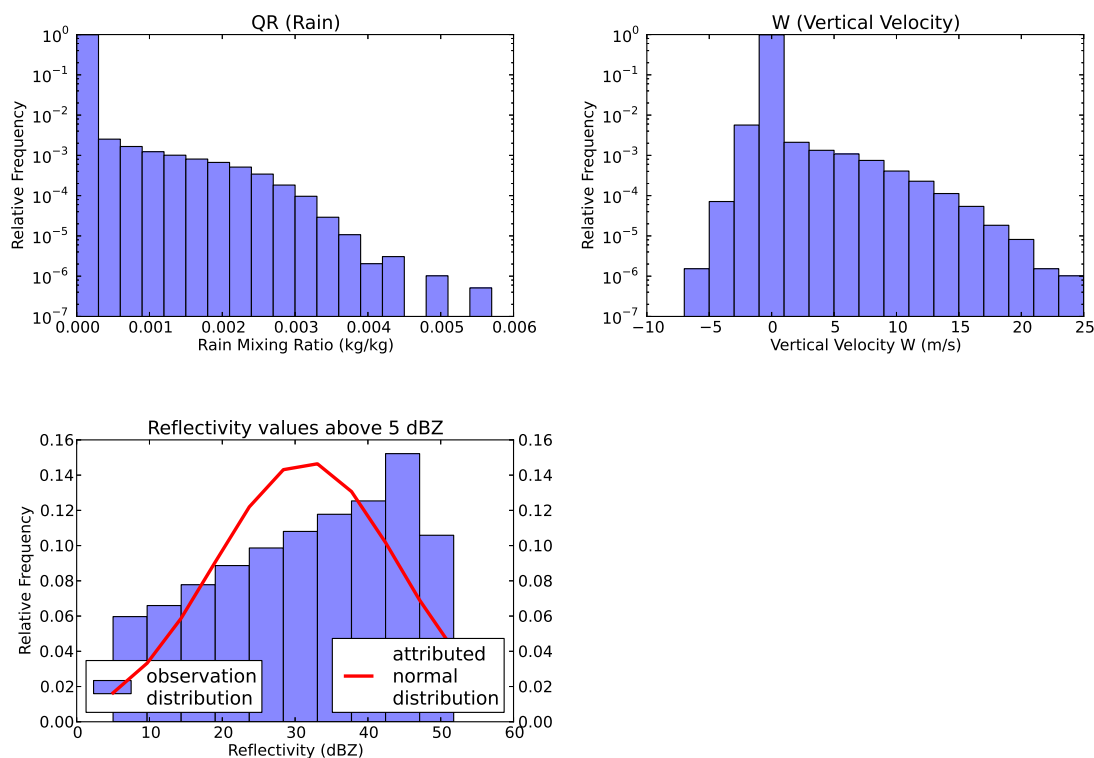 QR (Rain)
10^0
10^−1
10^−2
10^−3
10^−4
10^−5
10^−6
10^−7
Relative Frequency
0.000 0.001 0.002 0.003 0.004 0.005 0.006
Rain Mixing Ratio (kg/kg)
W (Vertical Velocity)
10^0
10^−1
10^−2
10^−3
10^−4
10^−5
10^−6
10^−7
Relative Frequency
−10 −5 0 5 10 15 20 25
Vertical Velocity W (m/s)
Reflectivity values above 5 dBZ
0.16
0.14
0.12
0.10
0.08
0.06
0.04
0.02
0.00
Relative Frequency
observation
distribution
attributed
normal
distribution
0.16
0.14
0.12
0.10
0.08
0.06
0.04
0.02
0.00
0 10 20 30 40 50 60
Reflectivity (dBZ)